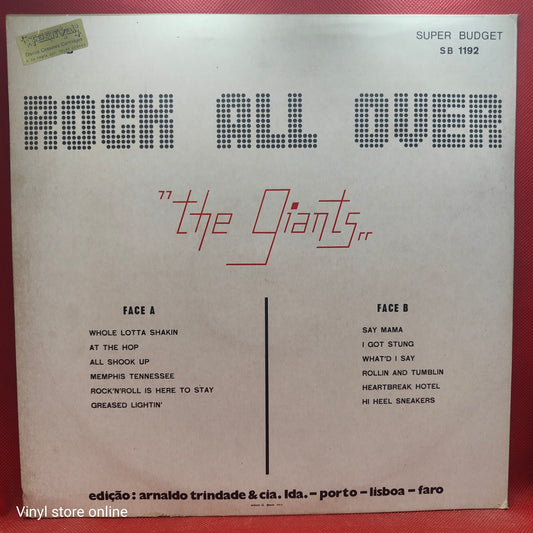 SUPER BUDGET
SB 1192
ROCK ALL OVER
"the giants"
FACE A
WHOLE LOTTA SHAKIN
AT THE HOP
ALL SHOOK UP
MEMPHIS TENNESSEE
ROCK'N'ROLL IS HERE TO STAY
GREASED LIGHTIN'
FACE B
SAY MAMA
I GOT STUNG
WHAT'D I SAY
ROLLIN AND TUMBLIN
HEARTBREAK HOTEL
HI HEEL SNEAKERS
edição: arnaldo trindade & cia. lda. – porto – lisboa – faro
Vinyl store online